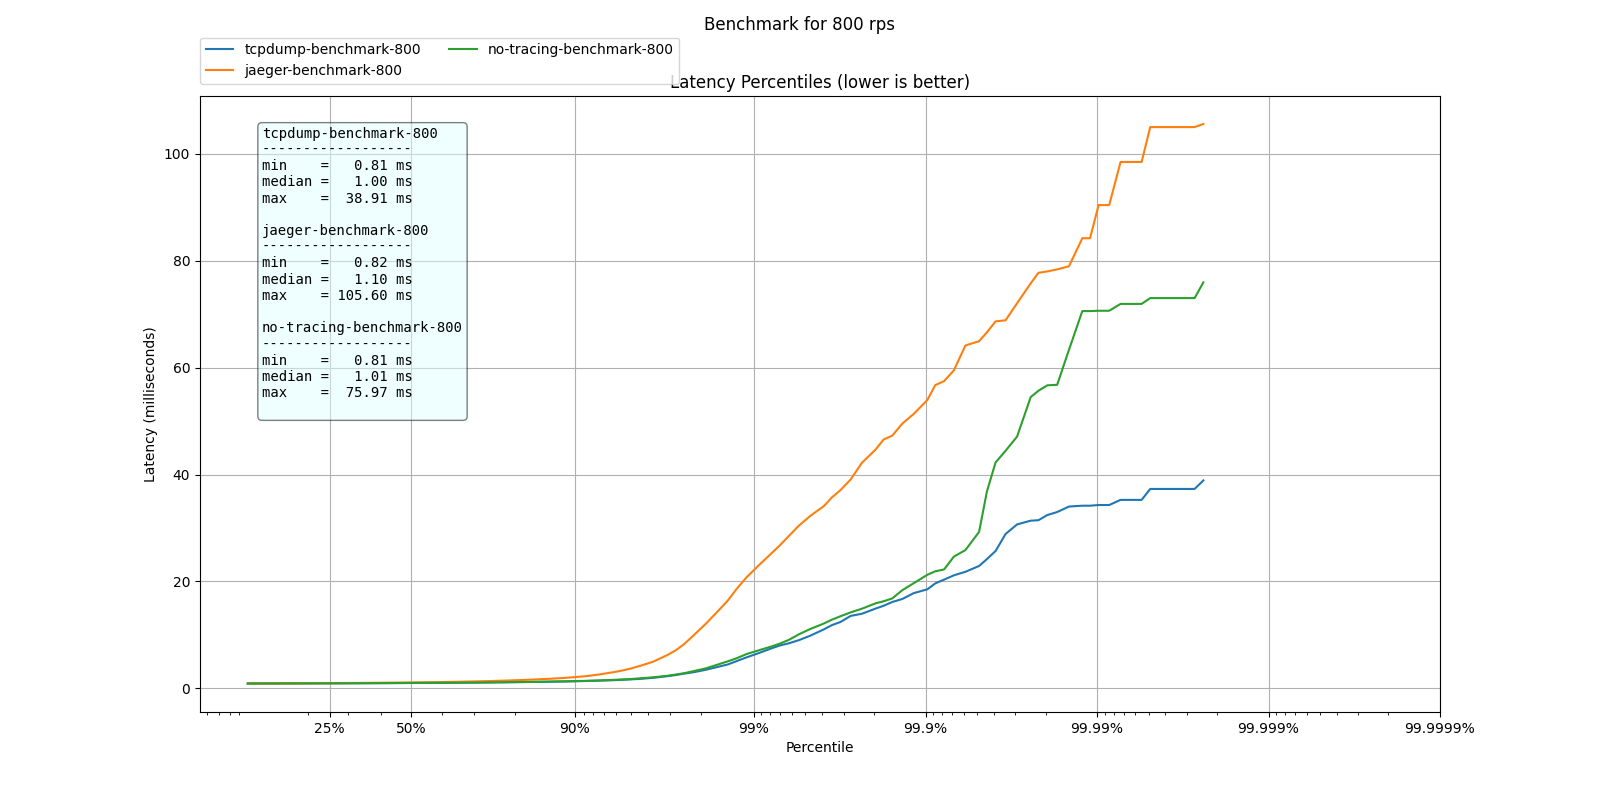 Benchmark for 800 rps
tcpdump-benchmark-800 no-tracing-benchmark-800
jaeger-benchmark-800
Latency Percentiles (lower is better)
tcpdump-benchmark-800
------------------
min    =   0.81 ms
median =   1.00 ms
max    =  38.91 ms
jaeger-benchmark-800
------------------
min    =   0.82 ms
median =   1.10 ms
max    = 105.60 ms
no-tracing-benchmark-800
------------------
min    =   0.81 ms
median =   1.01 ms
max    =  75.97 ms
Latency (milliseconds)
100
80
60
40
20
0
25% 50% 90% 99% 99.9% 99.99% 99.999% 99.9999%
Percentile